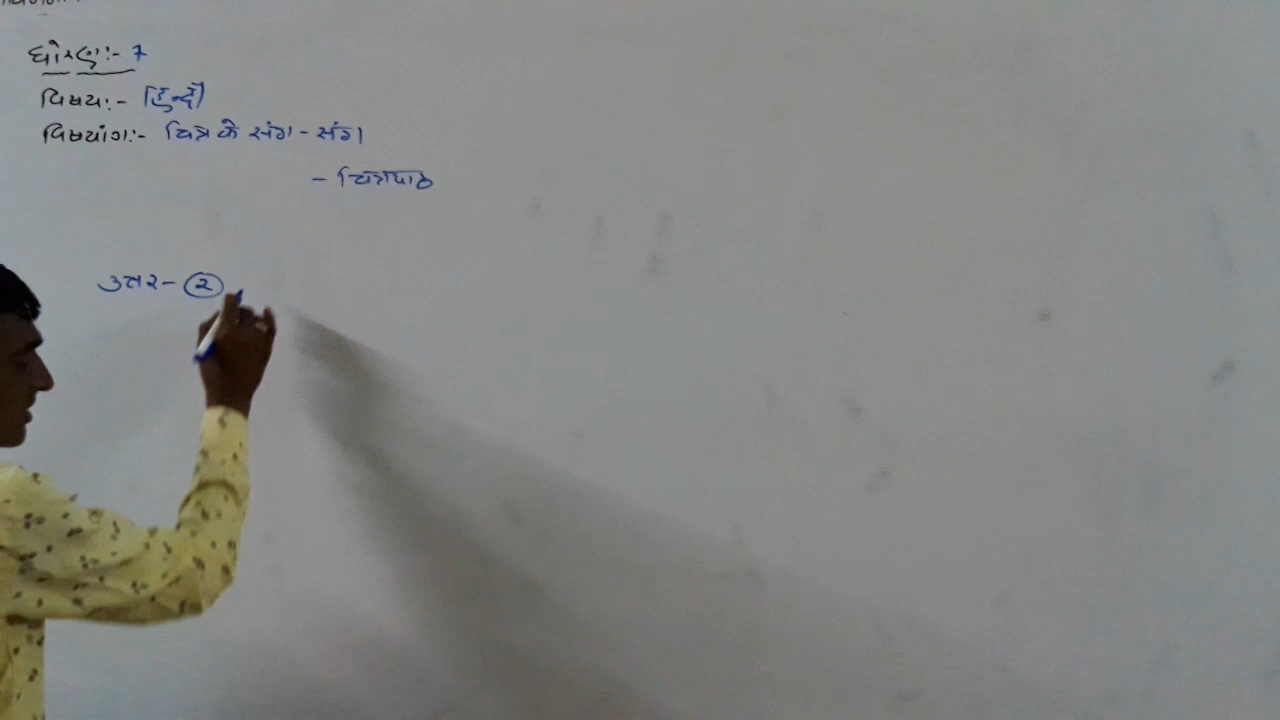 ધોરણ:- 7
વિષય:- हिन्दी
વિષયાંગ:- चित्र के संग - संग
- चित्रपाठ
उत्तर - २